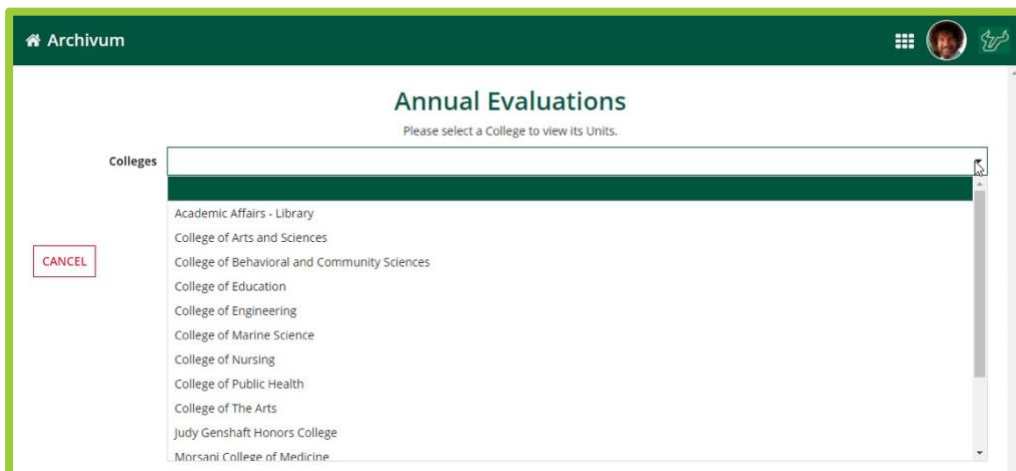 Archivum
Annual Evaluations
Please select a College to view its Units.
Colleges
Academic Affairs - Library
College of Arts and Sciences
CANCEL
College of Behavioral and Community Sciences
College of Education
College of Engineering
College of Marine Science
College of Nursing
College of Public Health
College of The Arts
Judy Genshaft Honors College
Morsani College of Medicine